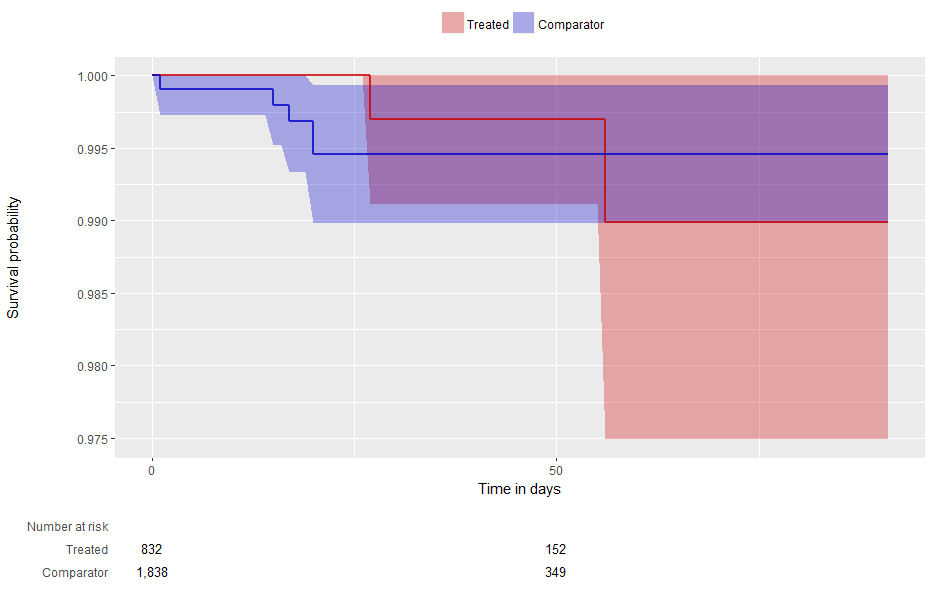 Treated Comparator
Survival probability
1.000
0.995
0.990
0.985
0.980
0.975
0 50
Time in days
Number at risk
Treated 832 152
Comparator 1,838 349